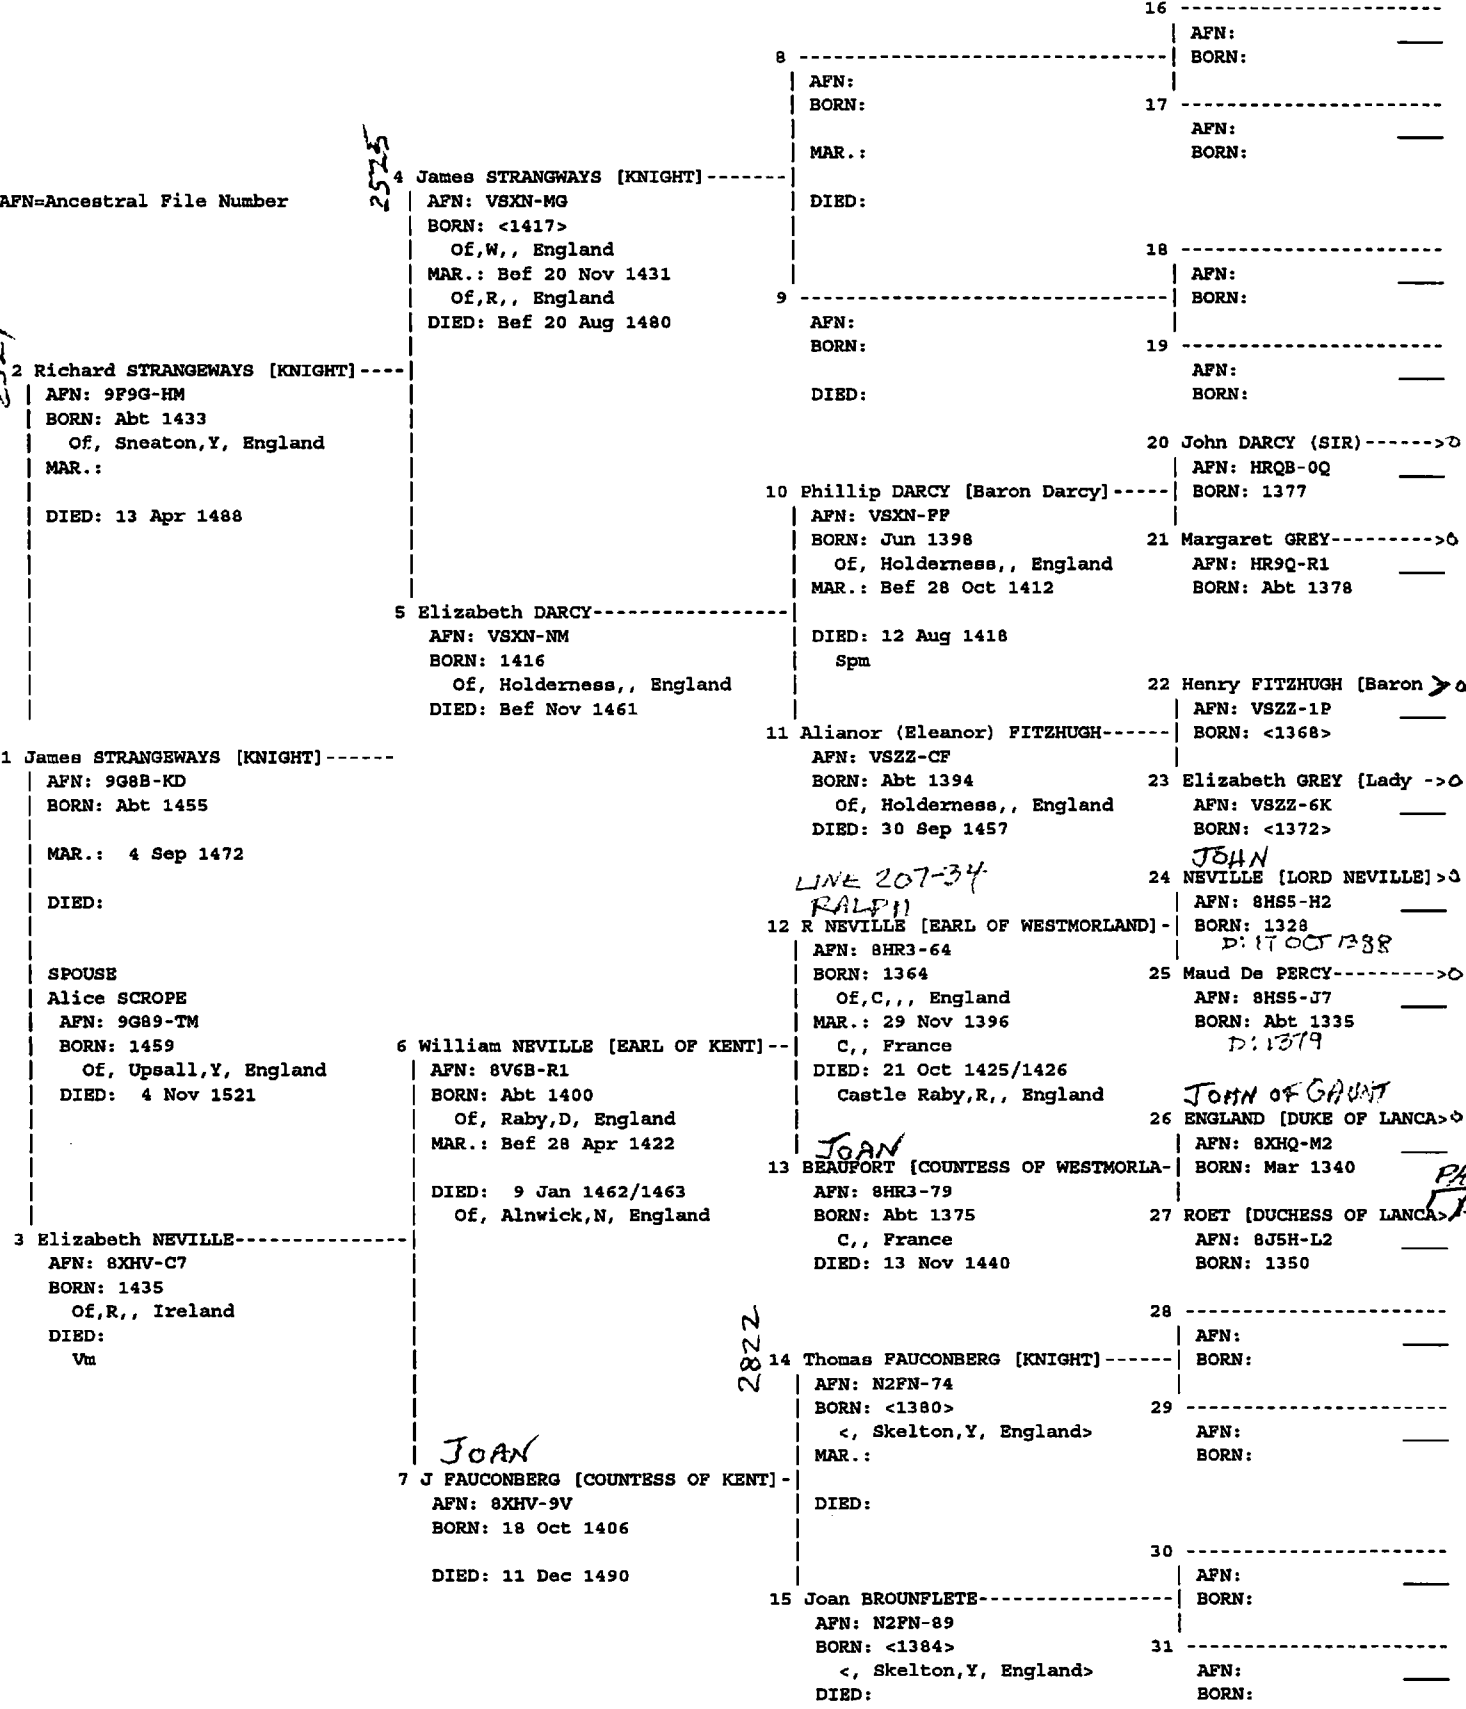 AFN=Ancestral File Number
1 James STRANGEWAYS [KNIGHT]------
AFN: 9G8B-KD
BORN: Abt 1455
MAR.: 4 Sep 1472
DIED:
SPOUSE
Alice SCROPE
AFN: 9G89-TM
BORN: 1459
Of, Upsall,Y, England
DIED: 4 Nov 1521
2 Richard STRANGEWAYS [KNIGHT]----
AFN: 9F9G-HM
BORN: Abt 1433
Of, Sneaton,Y, England
MAR.:
DIED: 13 Apr 1488
3 Elizabeth NEVILLE---------------
AFN: 8XHV-C7
BORN: 1435
Of,R,, Ireland
DIED:
Vm
2525
4 James STRANGWAYS [KNIGHT]-------
AFN: VSXN-MG
BORN: <1417>
Of,W,, England
MAR.: Bef 20 Nov 1431
Of,R,, England
DIED: Bef 20 Aug 1480
5 Elizabeth DARCY-----------------
AFN: VSXN-NM
BORN: 1416
Of, Holderness,, England
DIED: Bef Nov 1461
6 William NEVILLE [EARL OF KENT]--
AFN: 8V6B-R1
BORN: Abt 1400
Of, Raby,D, England
MAR.: Bef 28 Apr 1422
DIED: 9 Jan 1462/1463
Of, Alnwick,N, England
JOAN
7 J FAUCONBERG [COUNTESS OF KENT]-
AFN: 8XHV-9V
BORN: 18 Oct 1406
DIED: 11 Dec 1490
8 --------------------------------
AFN:
BORN:
MAR.:
DIED:
9 --------------------------------
AFN:
BORN:
DIED:
10 Phillip DARCY [Baron Darcy]-----
AFN: VSXN-PP
BORN: Jun 1398
Of, Holderness,, England
MAR.: Bef 28 Oct 1412
DIED: 12 Aug 1418
Spm
11 Alianor (Eleanor) FITZHUGH------
AFN: VSZZ-CF
BORN: Abt 1394
Of, Holderness,, England
DIED: 30 Sep 1457
LINE 207-34
RALPH
12 R NEVILLE [EARL OF WESTMORLAND]-
AFN: 8HR3-64
BORN: 1364
Of,C,,, England
MAR.: 29 Nov 1396
C,, France
DIED: 21 Oct 1425/1426
Castle Raby,R,, England
JOAN
13 BEAUFORT [COUNTESS OF WESTMORLA-
AFN: 8HR3-79
BORN: Abt 1375
C,, France
DIED: 13 Nov 1440
2822
14 Thomas FAUCONBERG [KNIGHT]------
AFN: N2FN-74
BORN: <1380>
<, Skelton,Y, England>
MAR.:
DIED:
15 Joan BROUNFLETE-----------------
AFN: N2FN-89
BORN: <1384>
<, Skelton,Y, England>
DIED:
16 ----------------------
AFN:
BORN:
17 ----------------------
AFN:
BORN:
18 ----------------------
AFN:
BORN:
19 ----------------------
AFN:
BORN:
20 John DARCY (SIR)------>
AFN: HRQB-0Q
BORN: 1377
21 Margaret GREY--------->
AFN: HR9Q-R1
BORN: Abt 1378
22 Henry FITZHUGH [Baron >
AFN: VSZZ-1P
BORN: <1368>
23 Elizabeth GREY [Lady ->
AFN: VSZZ-6K
BORN: <1372>
JOHN
24 NEVILLE [LORD NEVILLE]>
AFN: 8HS5-H2
BORN: 1328
D: 17 OCT 1388
25 Maud De PERCY--------->
AFN: 8HS5-J7
BORN: Abt 1335
D: 1379
JOHN OF GAUNT
26 ENGLAND [DUKE OF LANCA>
AFN: 8XHQ-M2
BORN: Mar 1340
27 ROET [DUCHESS OF LANCA>
AFN: 8J5H-L2
BORN: 1350
28 ----------------------
AFN:
BORN:
29 ----------------------
AFN:
BORN:
30 ----------------------
AFN:
BORN:
31 ----------------------
AFN:
BORN: